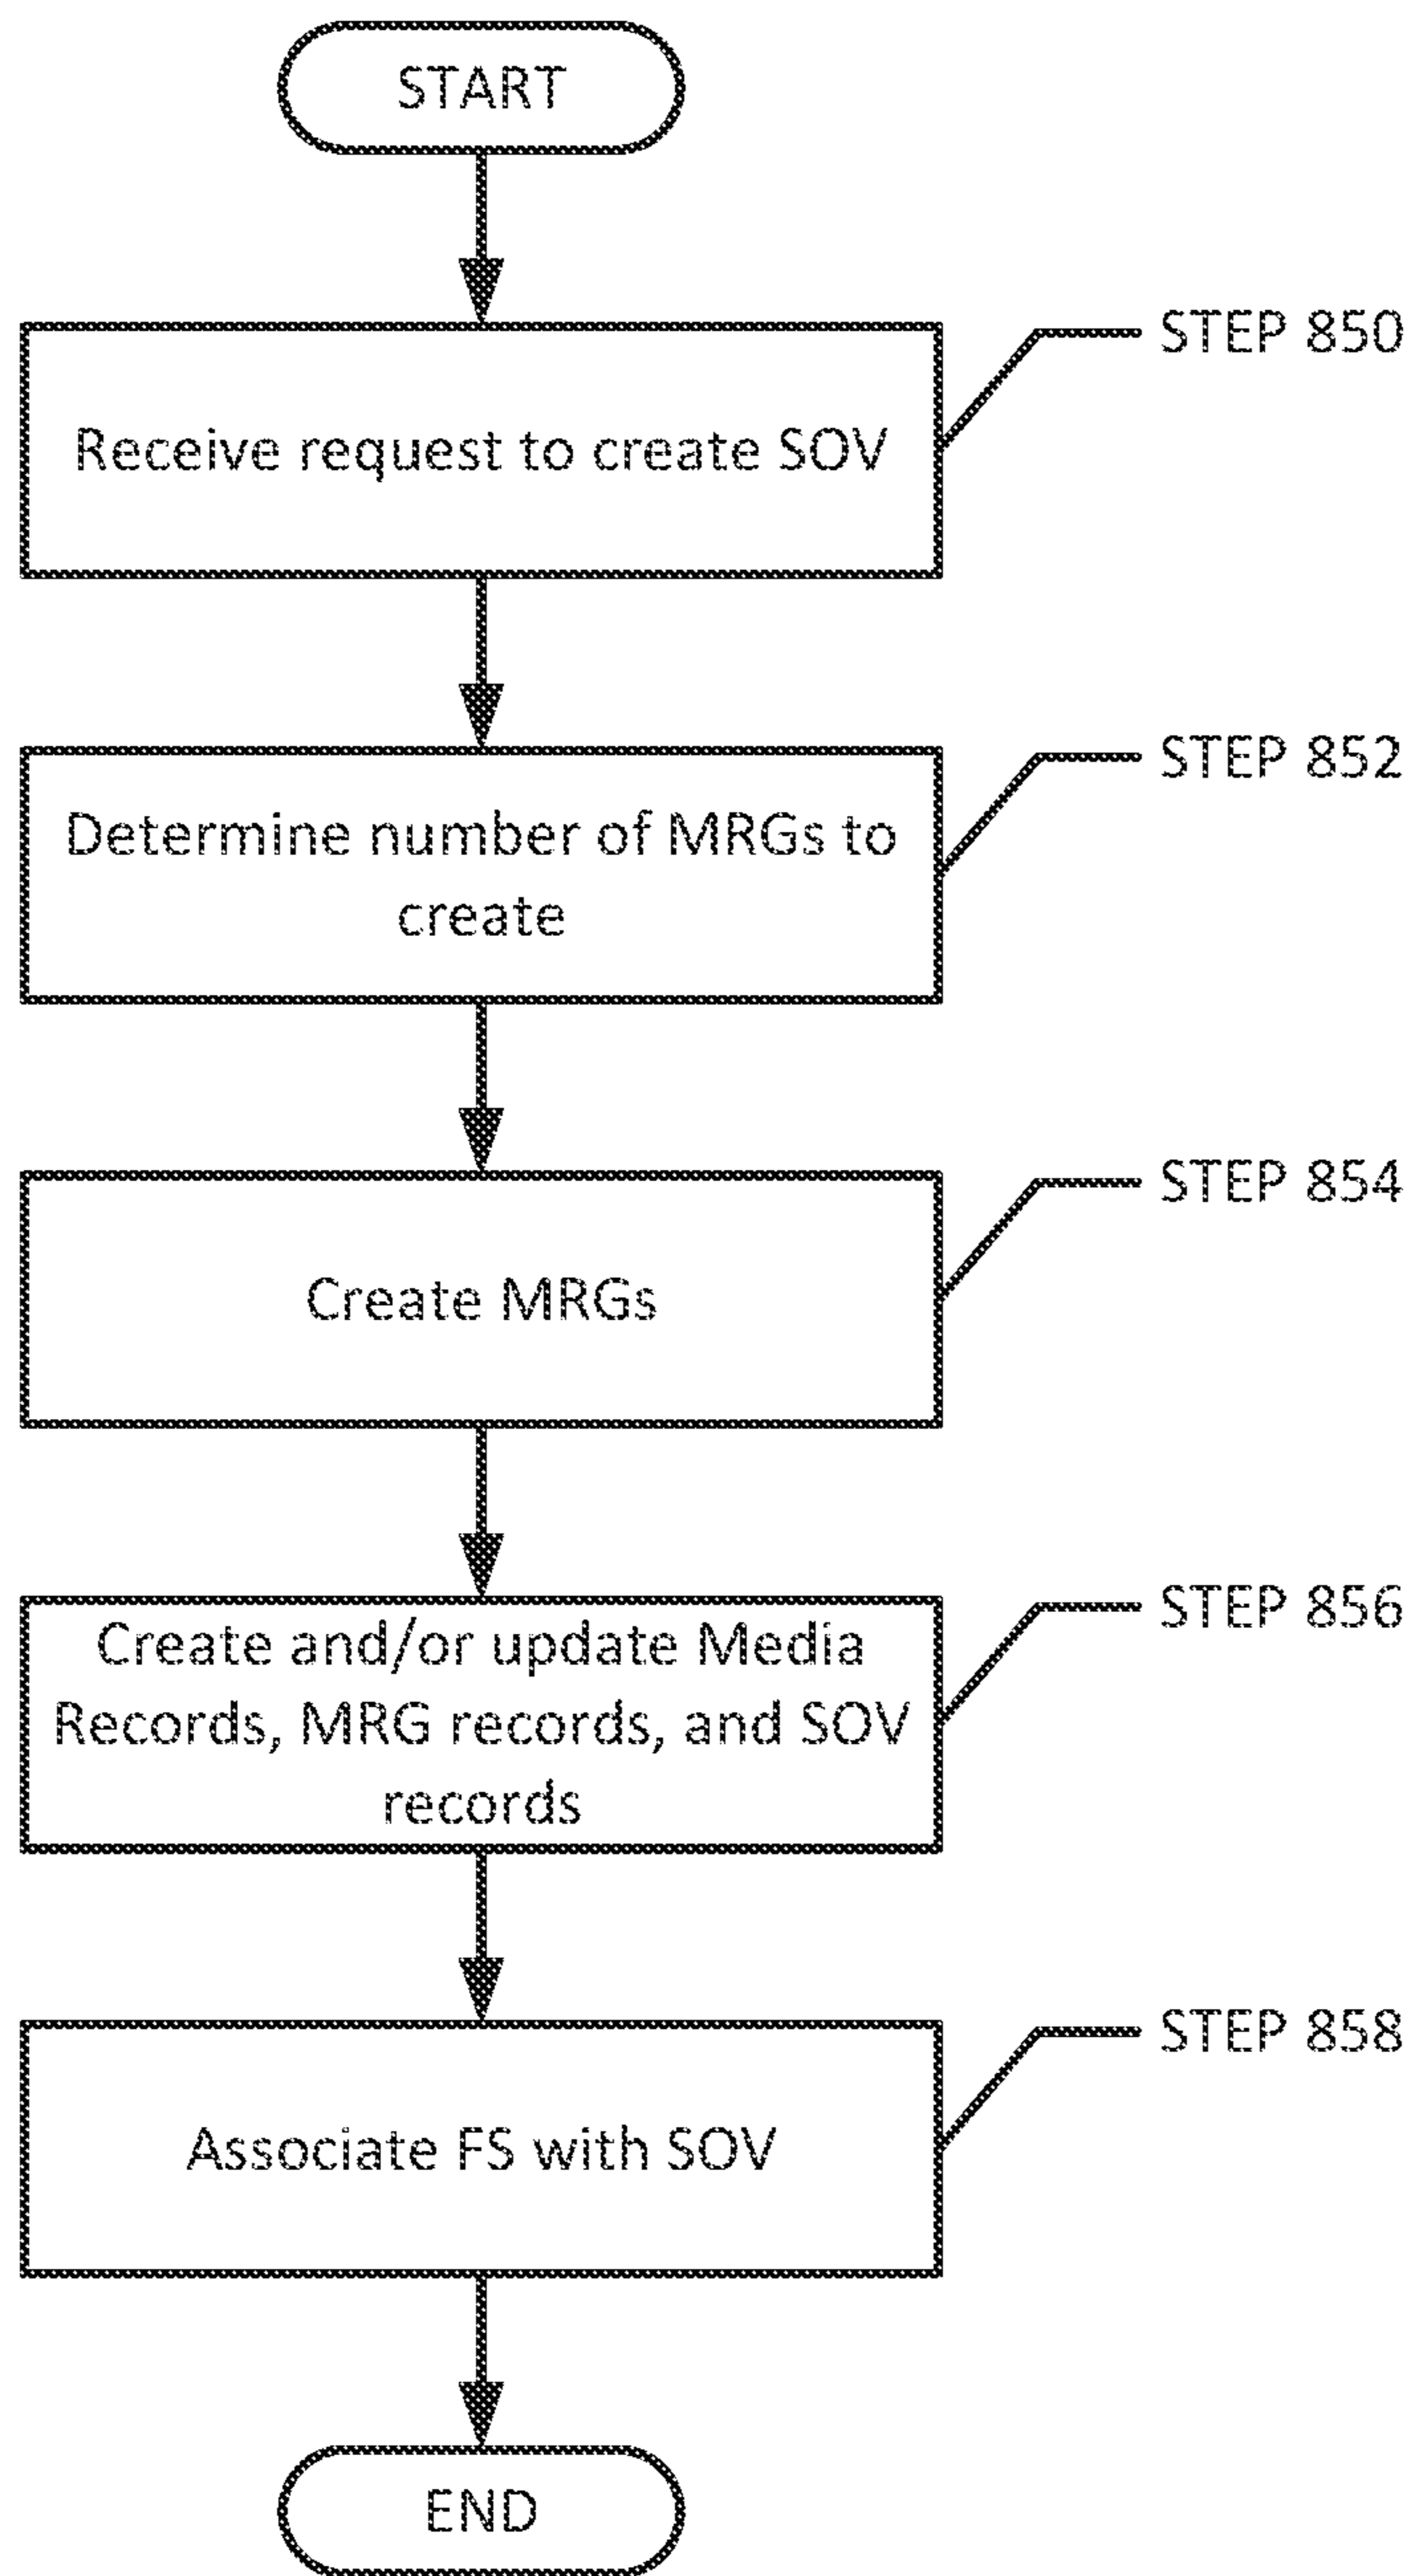 START
STEP 850
Receive request to create SOV
STEP 852
Determine number of MRGs to
create
STEP 854
Create MRGs
STEP 856
Create and/or update Media
Records, MRG records, and SOV
records
STEP 858
Associate FS with SOV
END